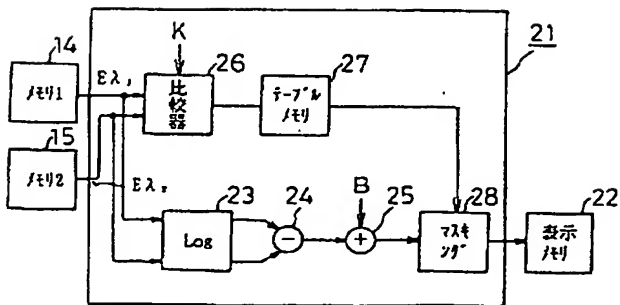 14
メモリ1
15
メモリ2
Eλ₁
Eλ₂
K
26
比較器
27
テーブル
メモリ
21
23
Log
24
−
B
25
+
28
マスキ
ング
22
表示
メモリ